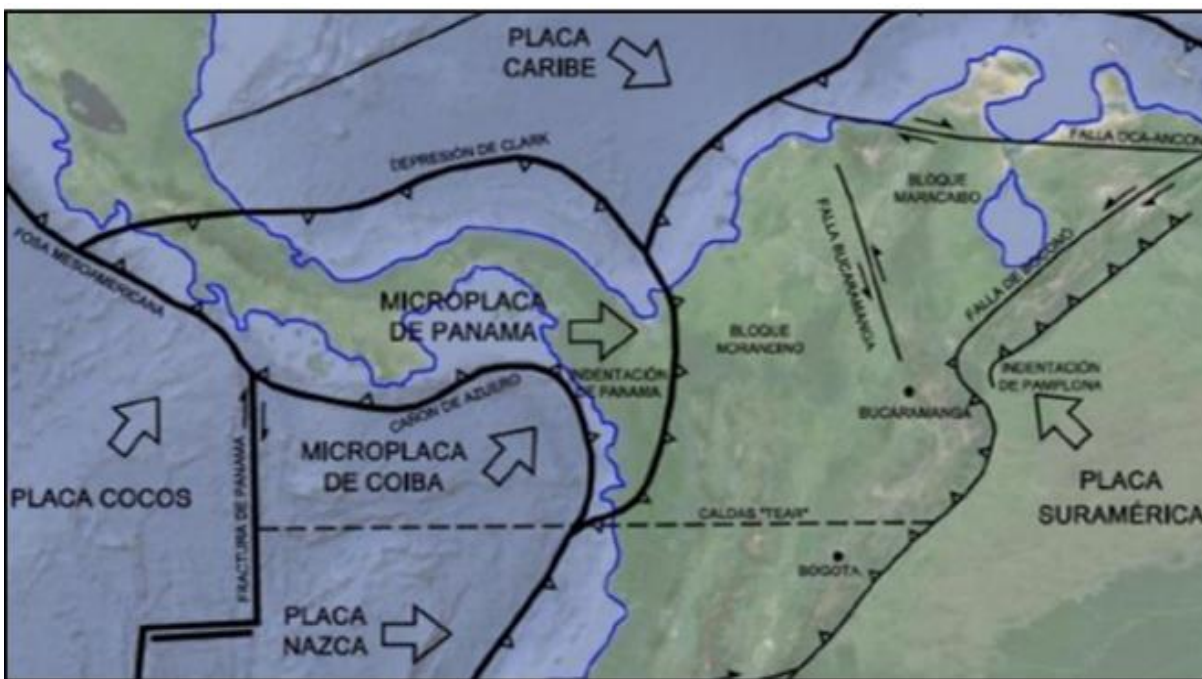 PLACA
CARIBE
DEPRESIÓN DE CLARK
FALLA OCA-ANCON
BLOQUE
MARACAIBO
FOSA MESOAMERICANA
FALLA BUCARAMANGA
FALLA DE BOCONO
MICROPLACA
DE PANAMA
BLOQUE
NORANDINO
INDENTACIÓN
DE PANAMA
INDENTACIÓN
DE PAMPLONA
BUCARAMANGA
CAÑÓN DE AZUERO
MICROPLACA
DE COIBA
PLACA COCOS
FRACTURA DE PANAMA
PLACA
SURAMÉRICA
CALDAS "TEAR"
BOGOTA
PLACA
NAZCA